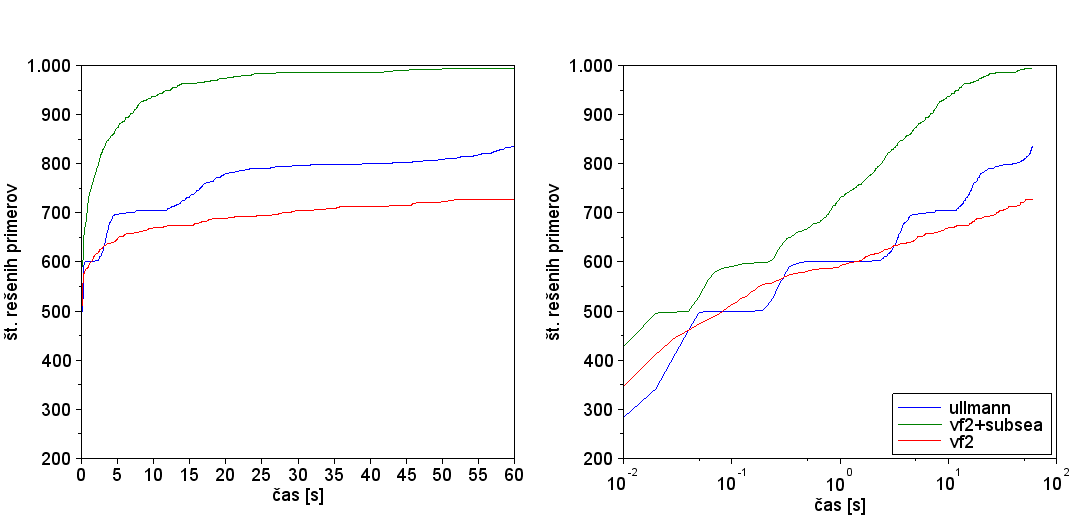 1.000
900
800
700
600
500
400
300
200
št. rešenih primerov
0 5 10 15 20 25 30 35 40 45 50 55 60
čas [s]
1.000
900
800
700
600
500
400
300
200
št. rešenih primerov
ullmann
vf2+subsea
vf2
10^-2 10^-1 10^0 10^1 10^2
čas [s]